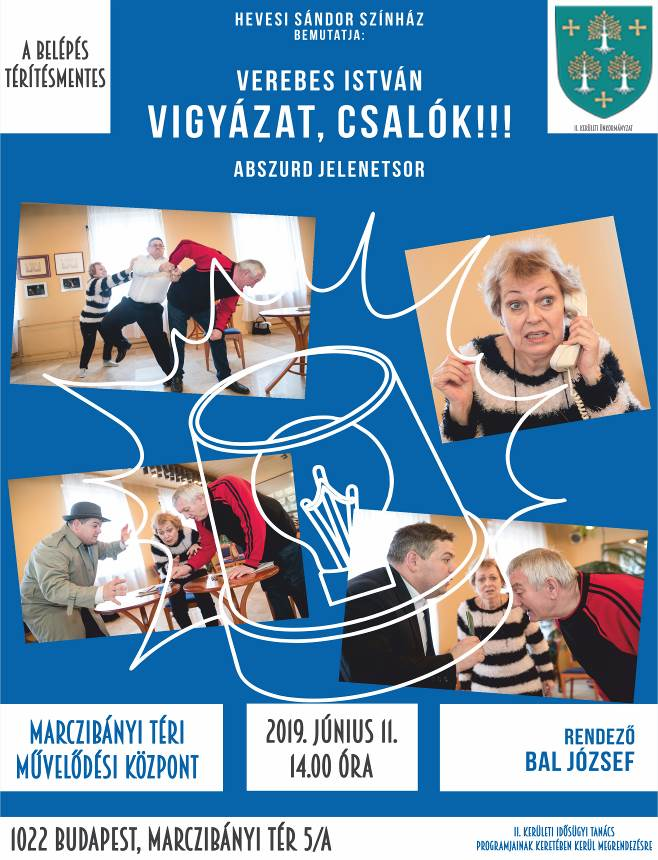 A BELÉPÉS
TÉRÍTÉSMENTES
HEVESI SÁNDOR SZÍNHÁZ
BEMUTATJA:
VEREBES ISTVÁN
VIGYÁZAT, CSALÓK!!!
ABSZURD JELENETSOR
II. KERÜLETI ÖNKORMÁNYZAT
MARCZIBÁNYI TÉRI
MŰVELŐDÉSI KÖZPONT
2019. JÚNIUS 11.
14.00 ÓRA
RENDEZŐ
BAL JÓZSEF
1022 BUDAPEST, MARCZIBÁNYI TÉR 5/A
II. KERÜLETI IDŐSÜGYI TANÁCS
PROGRAMJAINAK KERETÉBEN KERÜL MEGRENDEZÉSRE